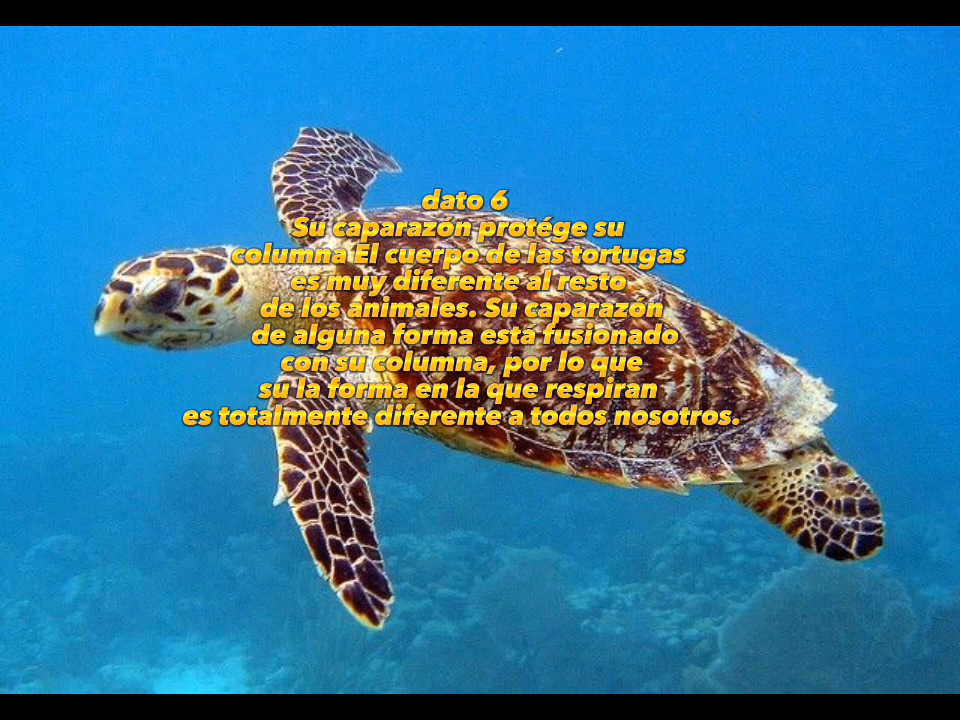 dato 6
Su caparazón protége su
columna El cuerpo de las tortugas
es muy diferente al resto
de los animales. Su caparazón
de alguna forma está fusionado
con su columna, por lo que
su la forma en la que respiran
es totalmente diferente a todos nosotros.